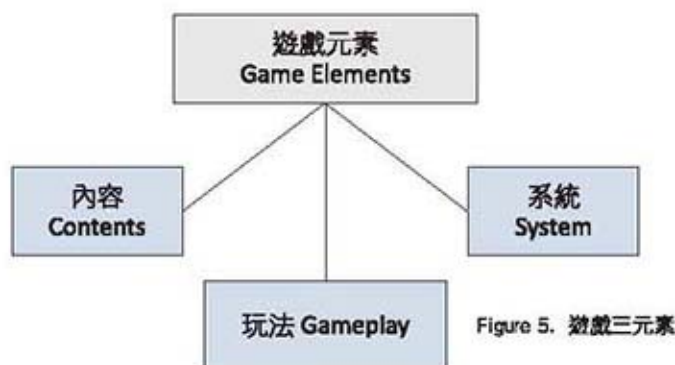 遊戲元素
Game Elements
內容
Contents
系統
System
玩法 Gameplay
Figure 5. 遊戲三元素